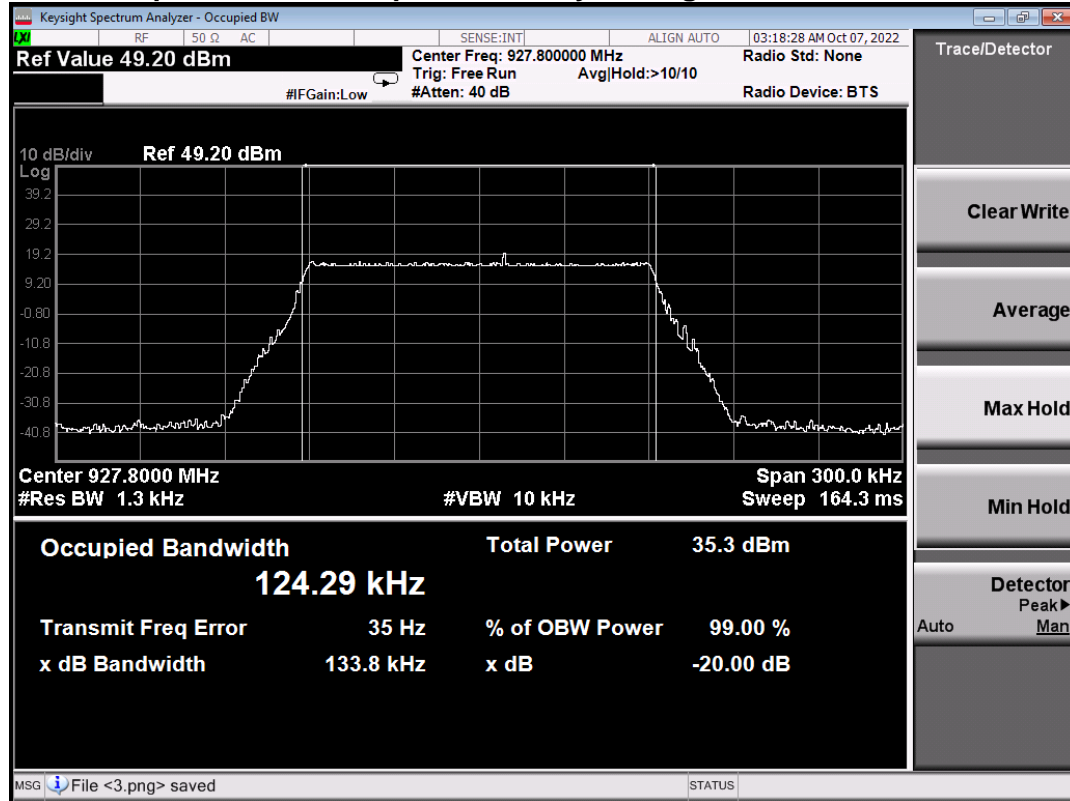 Keysight Spectrum Analyzer - Occupied BW
LXI RF 50 Ω AC SENSE:INT ALIGN AUTO 03:18:28 AM Oct 07, 2022
Ref Value 49.20 dBm Center Freq: 927.800000 MHz Radio Std: None
Trig: Free Run Avg|Hold:>10/10
#IFGain:Low #Atten: 40 dB Radio Device: BTS
10 dB/div Ref 49.20 dBm
Log
39.2
29.2
19.2
9.20
-0.80
-10.8
-20.8
-30.8
-40.8
Center 927.8000 MHz Span 300.0 kHz
#Res BW 1.3 kHz #VBW 10 kHz Sweep 164.3 ms
Occupied Bandwidth Total Power 35.3 dBm
124.29 kHz
Transmit Freq Error 35 Hz % of OBW Power 99.00 %
x dB Bandwidth 133.8 kHz x dB -20.00 dB
MSG File <3.png> saved STATUS
Trace/Detector
Clear Write
Average
Max Hold
Min Hold
Detector
Peak▶
Auto Man